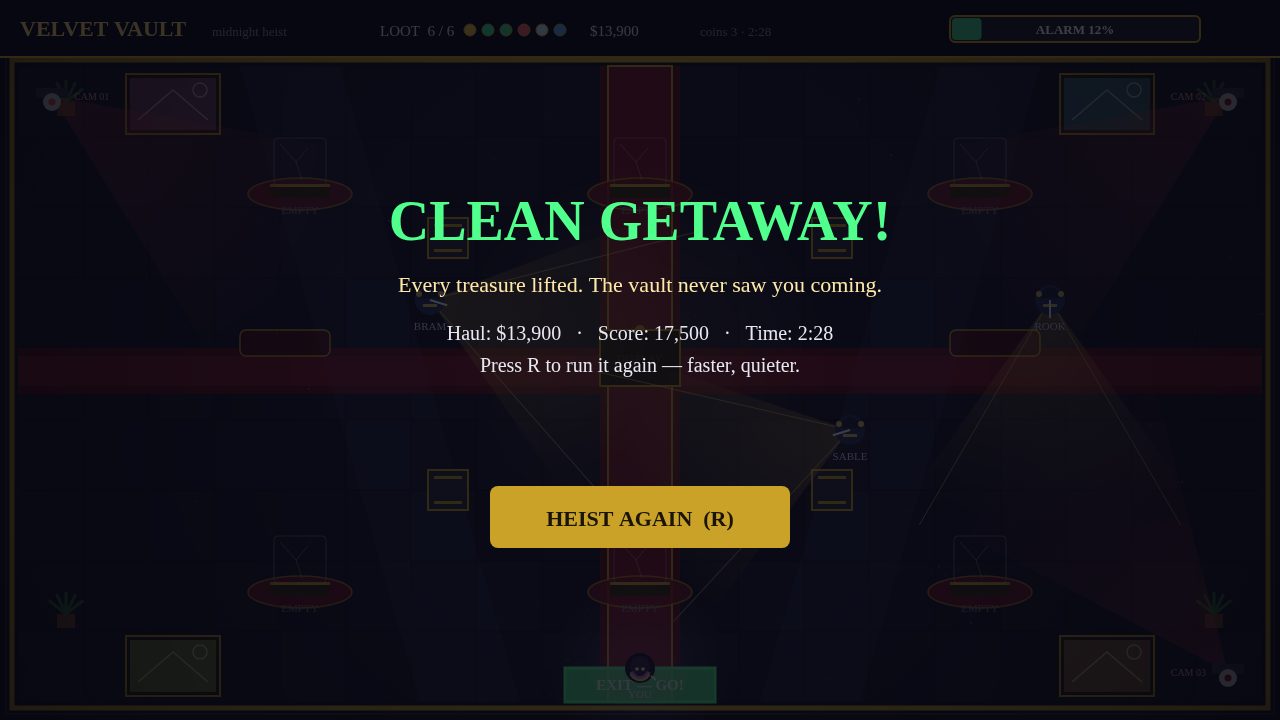 VELVET VAULT midnight heist LOOT 6 / 6 $13,900 coins 3 · 2:28 ALARM 12%
CAM 01 CAM 02
EMPTY EMPTY
CLEAN GETAWAY!
Every treasure lifted. The vault never saw you coming.
BRAM ROOK
Haul: $13,900 · Score: 17,500 · Time: 2:28
Press R to run it again — faster, quieter.
SABLE
HEIST AGAIN (R)
EMPTY EMPTY EMPTY
CAM 03
EXIT — GO!
YOU